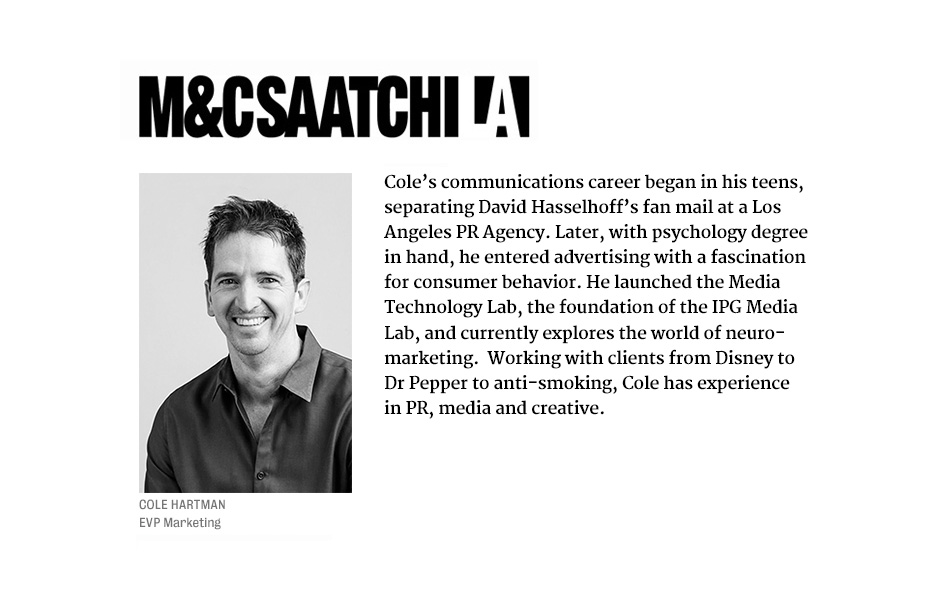 M&CSAATCHI LA
Cole’s communications career began in his teens,
separating David Hasselhoff’s fan mail at a Los
Angeles PR Agency. Later, with psychology degree
in hand, he entered advertising with a fascination
for consumer behavior. He launched the Media
Technology Lab, the foundation of the IPG Media
Lab, and currently explores the world of neuro-
marketing.  Working with clients from Disney to
Dr Pepper to anti-smoking, Cole has experience
in PR, media and creative.
COLE HARTMAN
EVP Marketing